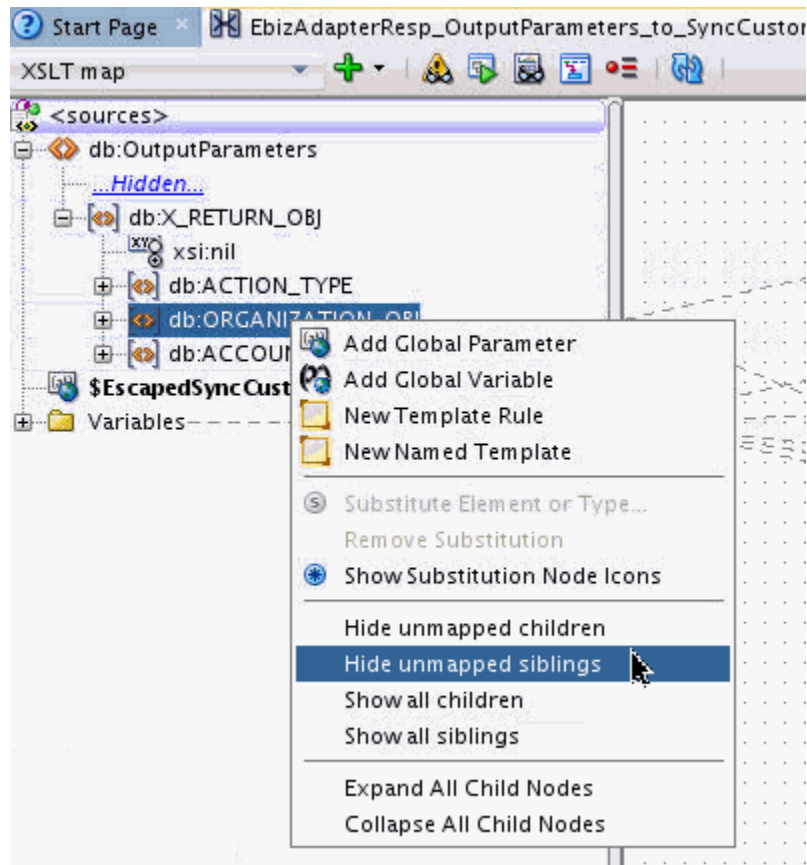 Start Page
EbizAdapterResp_OutputParameters_to_SyncCustor
XSLT map
<sources>
db:OutputParameters
...Hidden...
db:X_RETURN_OBJ
xsi:nil
db:ACTION_TYPE
db:ORGANIZATION_OBJ
db:ACCOUN
$EscapedSyncCust
Variables
Add Global Parameter
Add Global Variable
New Template Rule
New Named Template
Substitute Element or Type...
Remove Substitution
Show Substitution Node Icons
Hide unmapped children
Hide unmapped siblings
Show all children
Show all siblings
Expand All Child Nodes
Collapse All Child Nodes